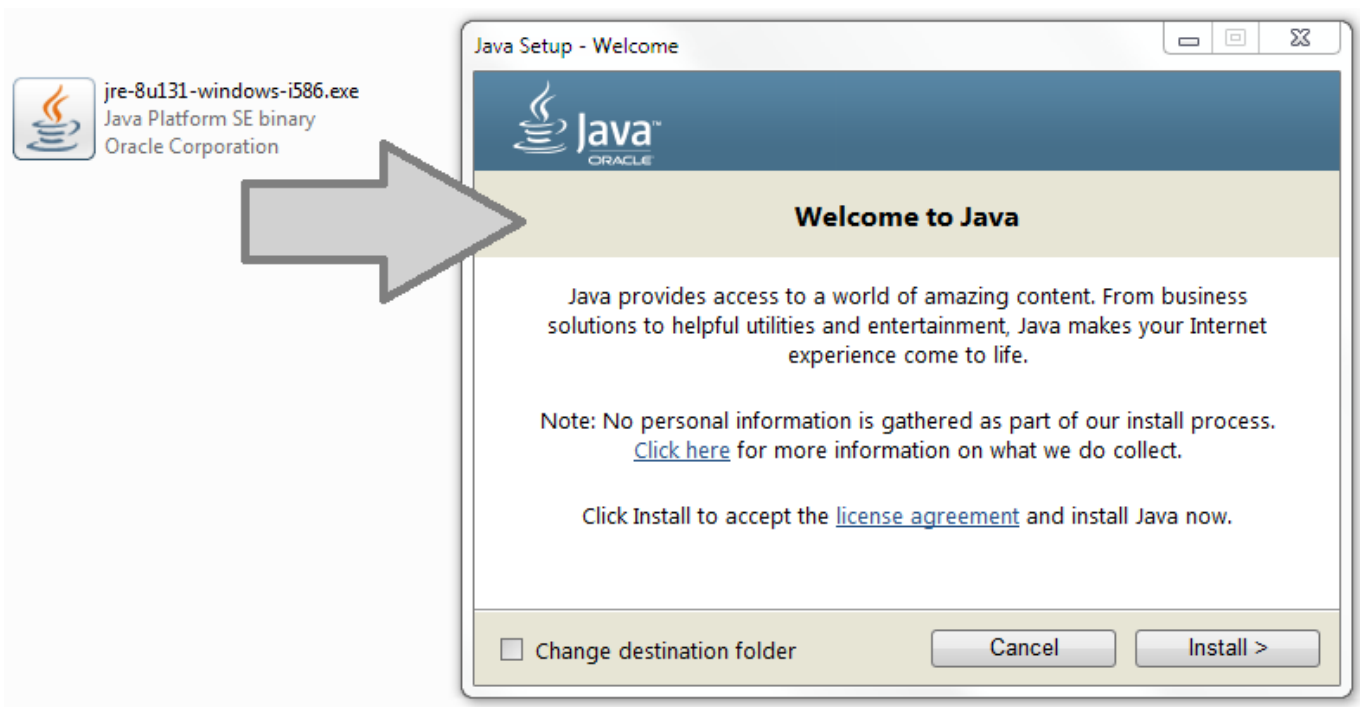 Java Setup - Welcome
jre-8u131-windows-i586.exe
Java Platform SE binary
Oracle Corporation
Java™
ORACLE
Welcome to Java
Java provides access to a world of amazing content. From business
solutions to helpful utilities and entertainment, Java makes your Internet
experience come to life.
Note: No personal information is gathered as part of our install process.
Click here for more information on what we do collect.
Click Install to accept the license agreement and install Java now.
Change destination folder
Cancel
Install >